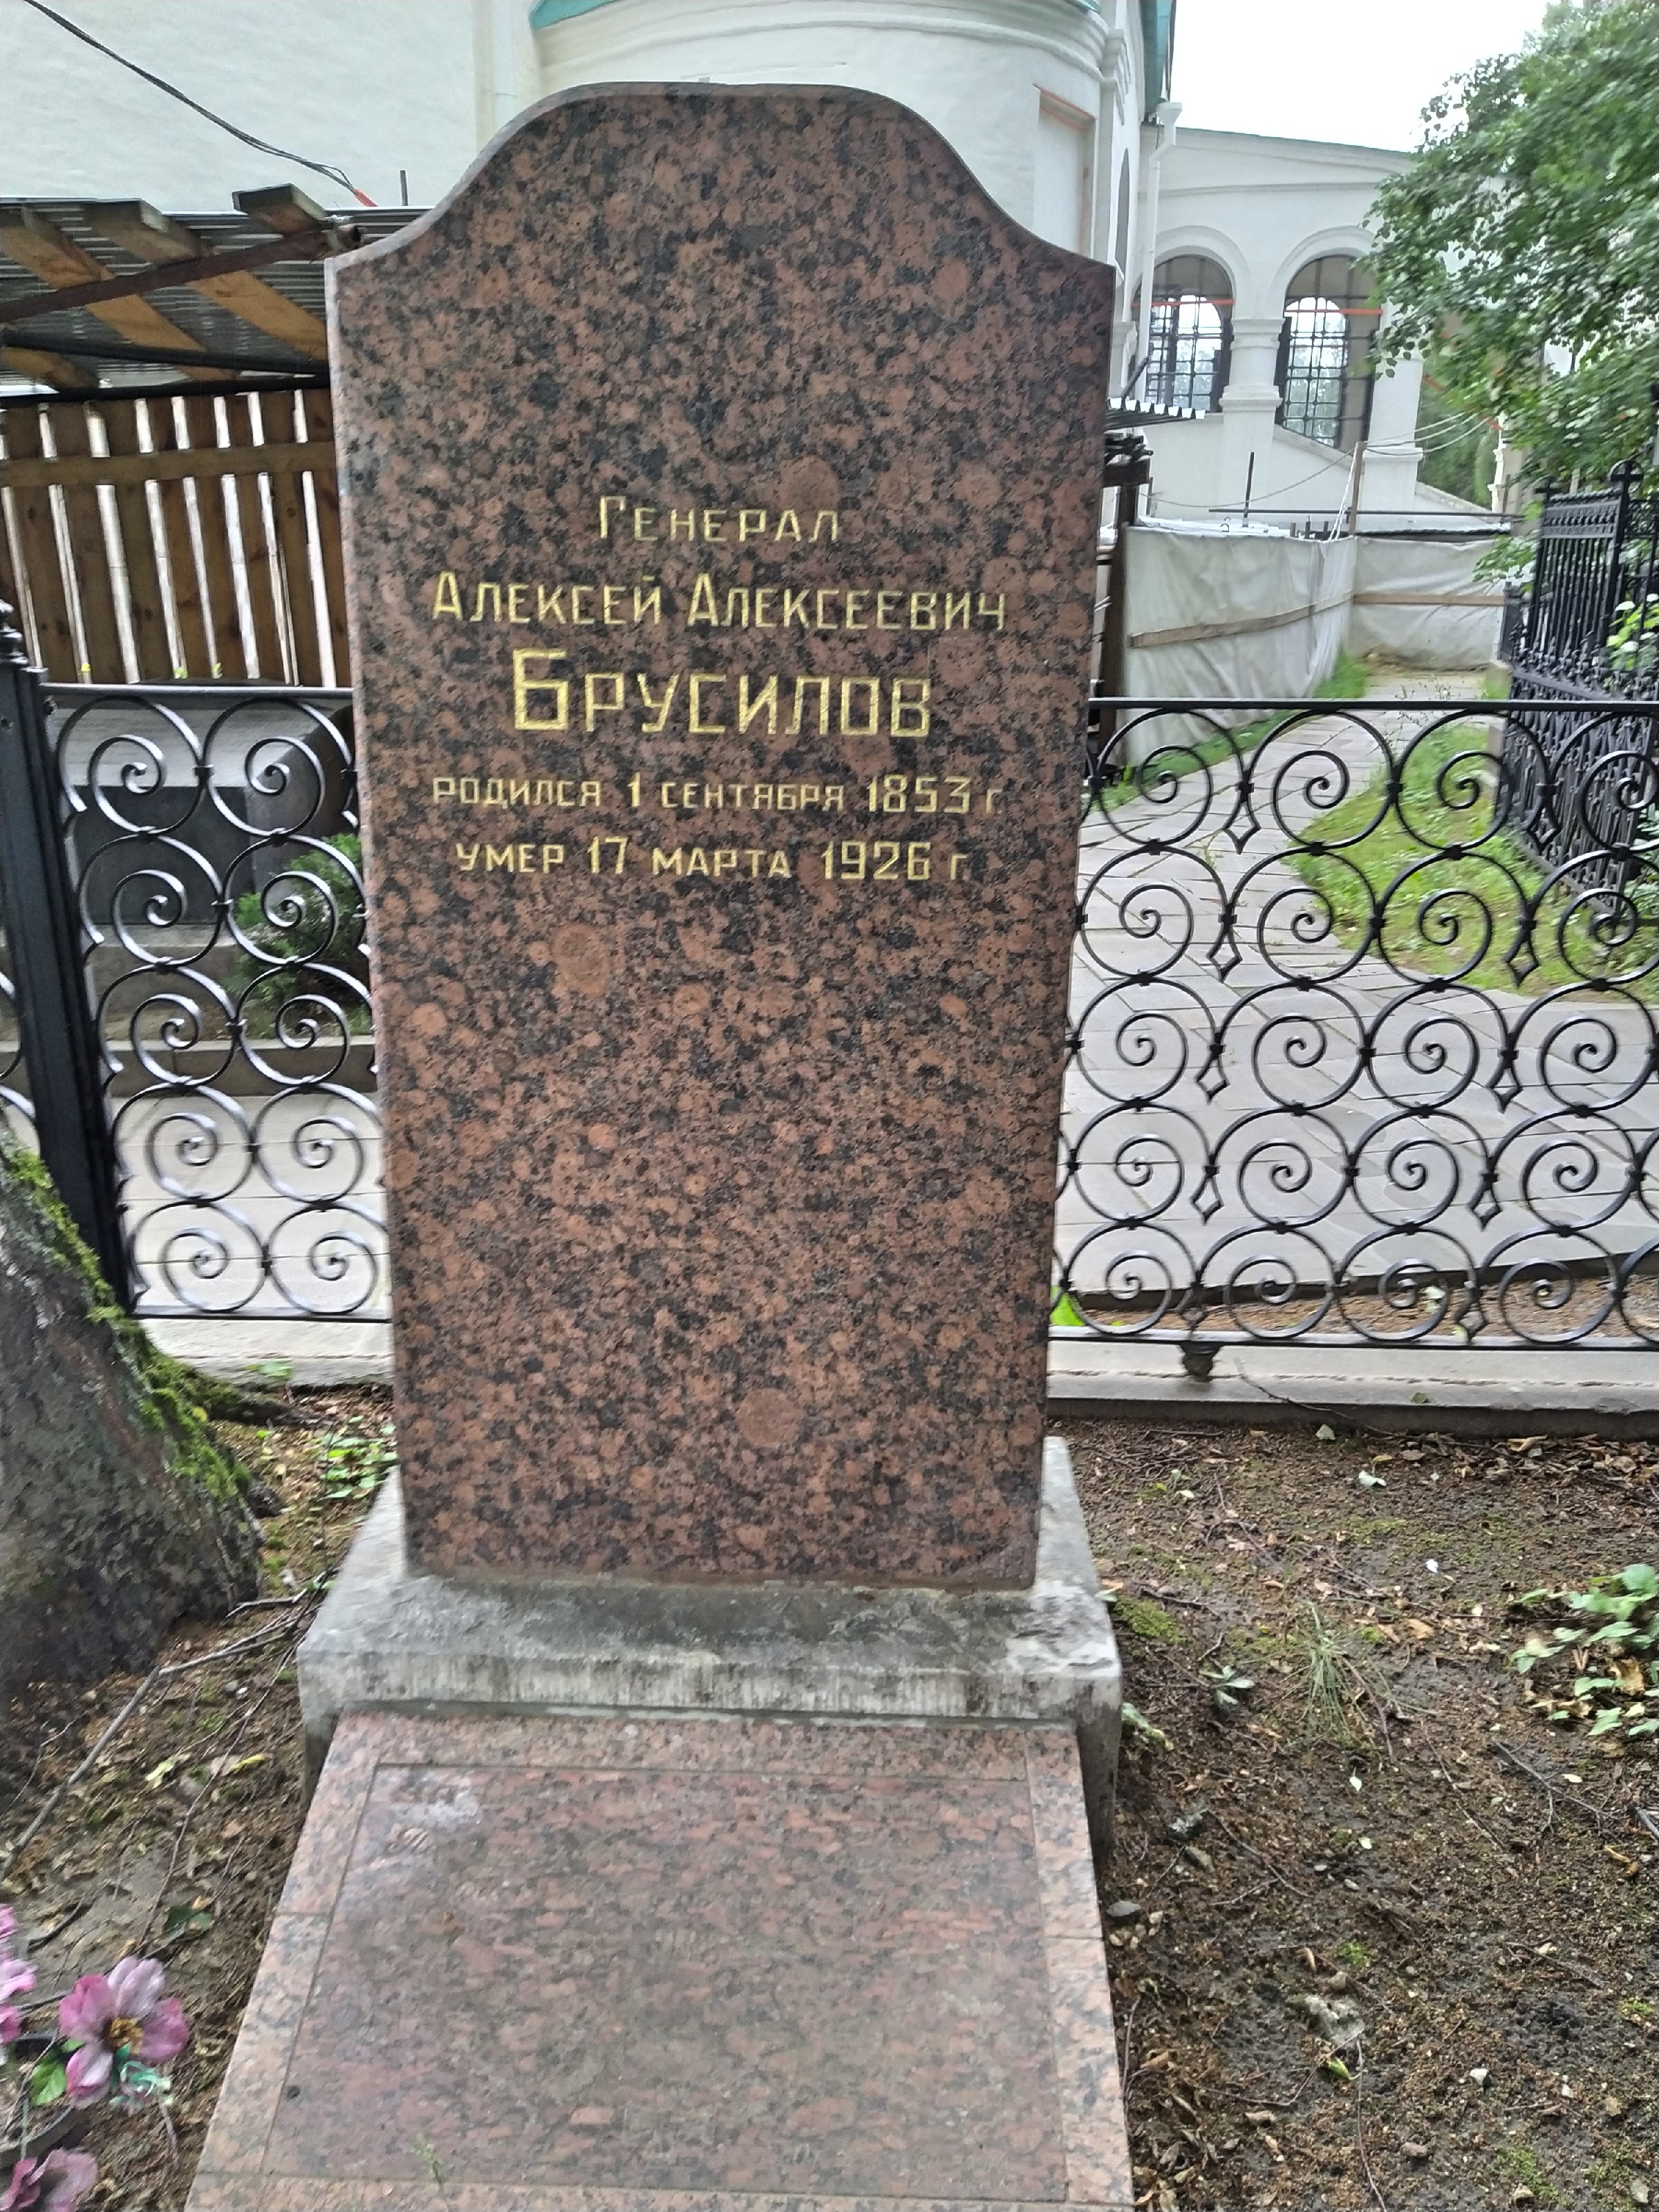 Генерал
Алексей Алексеевич
Брусилов
родился 1 сентября 1853 г.
умер 17 марта 1926 г.